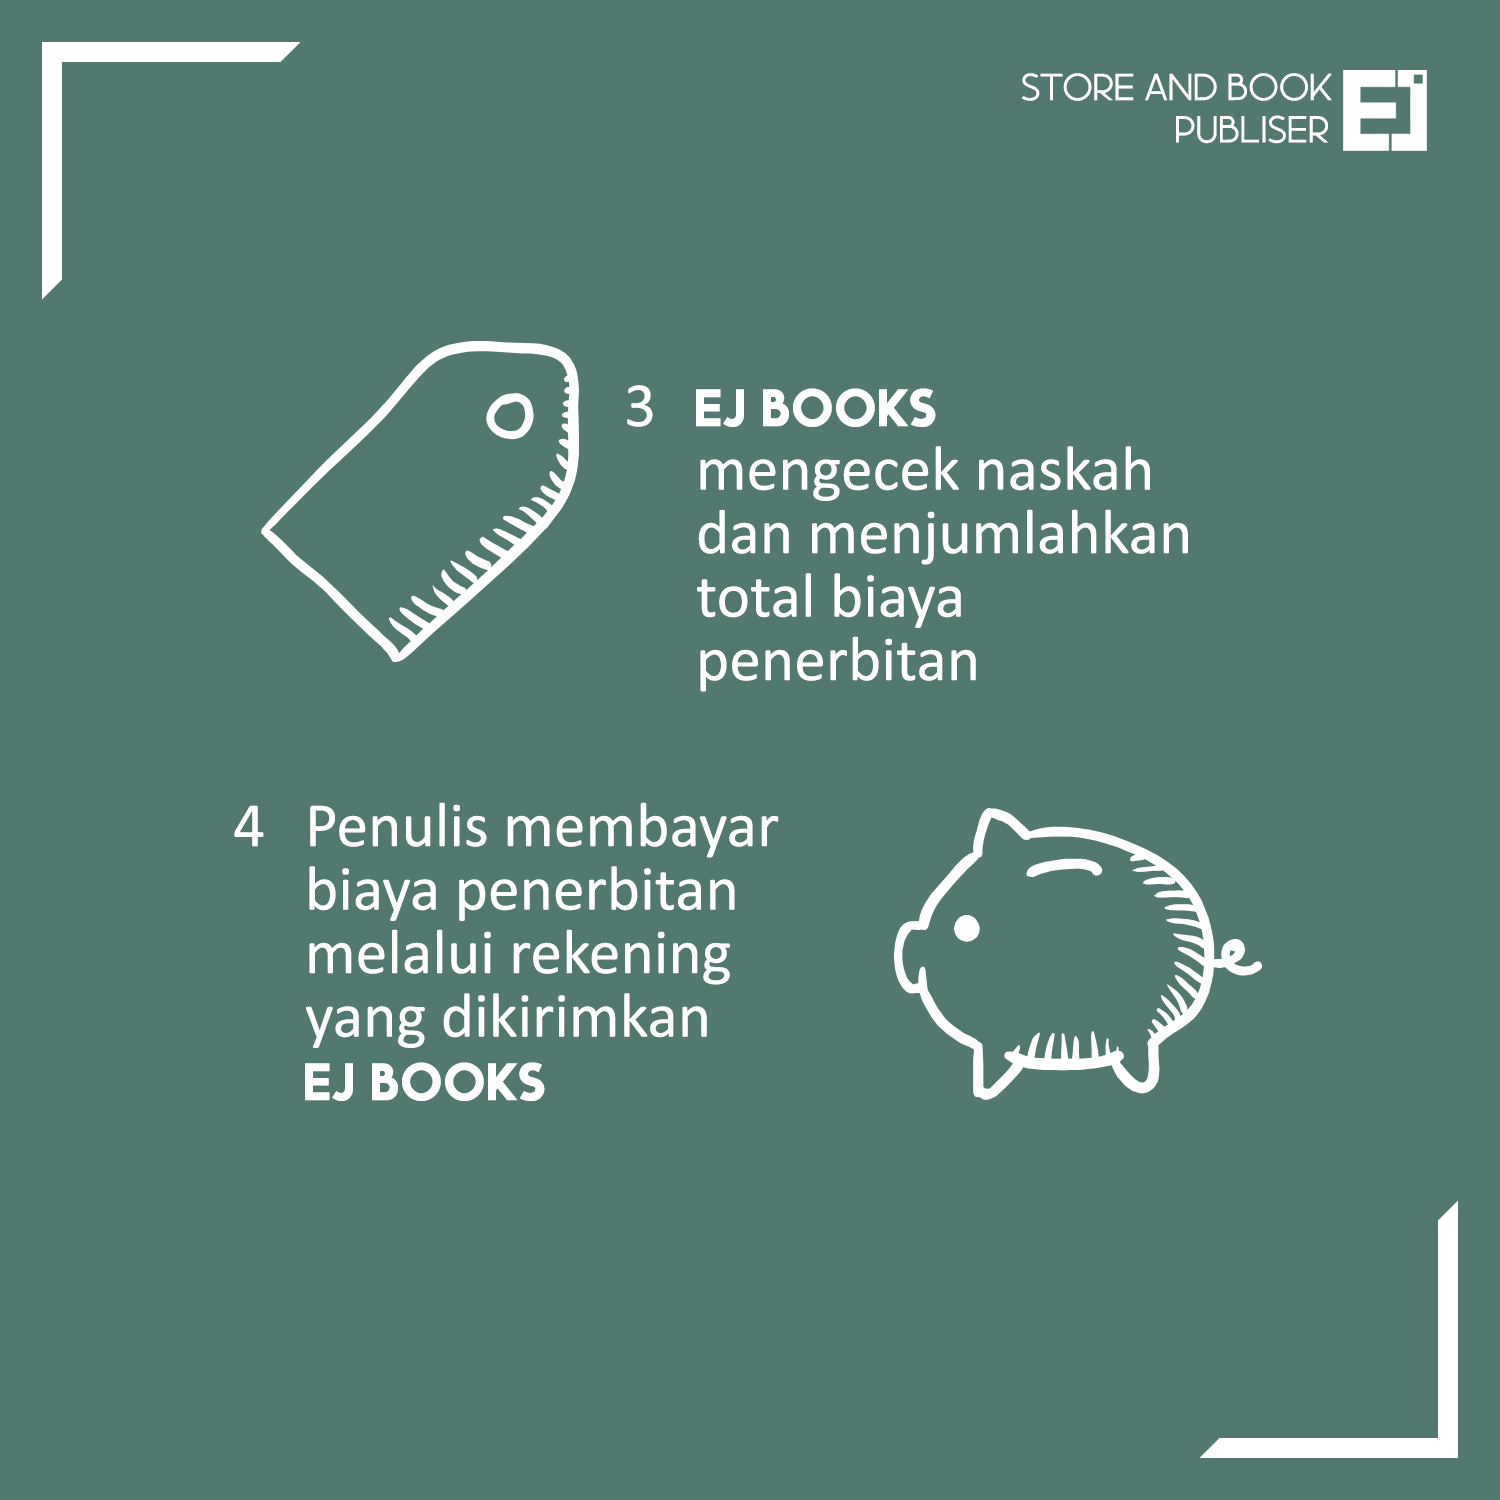 STORE AND BOOK
PUBLISER
EJ
3 EJ BOOKS
mengecek naskah
dan menjumlahkan
total biaya
penerbitan
4 Penulis membayar
biaya penerbitan
melalui rekening
yang dikirimkan
EJ BOOKS